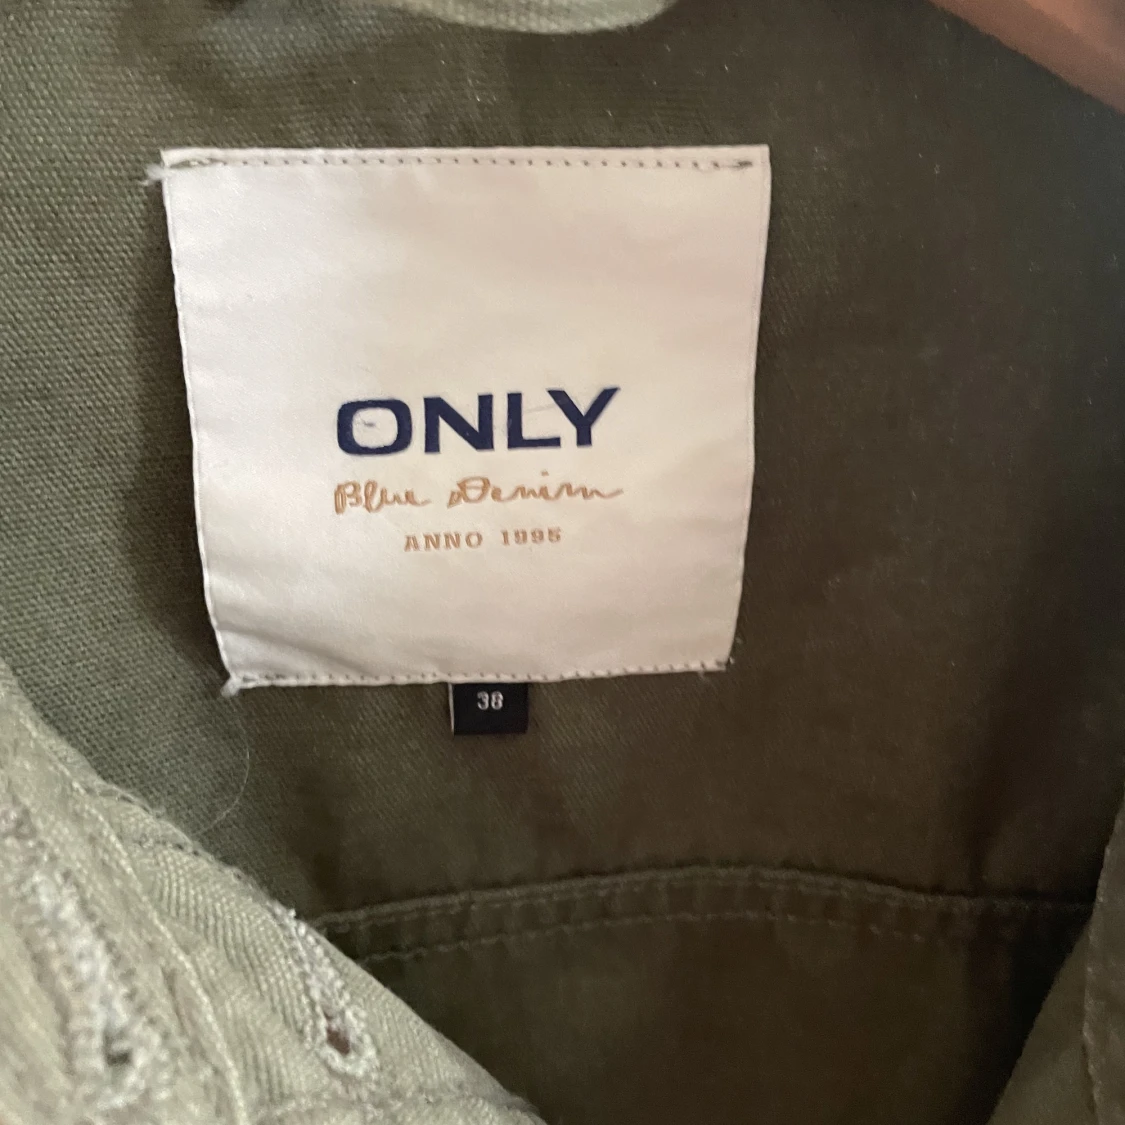 ONLY
Blue Denim
ANNO 1995
38